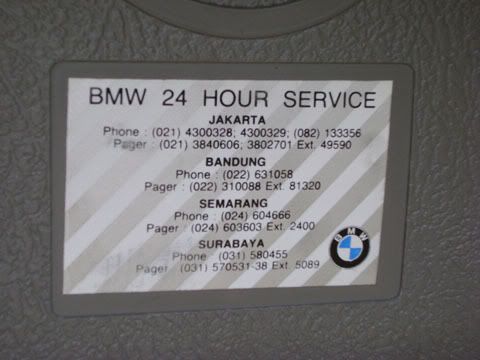 BMW 24 HOUR SERVICE
JAKARTA
Phone : (021) 4300328; 4300329; (082) 133356
Pager : (021) 3840606; 3802701 Ext. 49590
BANDUNG
Phone : (022) 631058
Pager : (022) 310088 Ext. 81320
SEMARANG
Phone : (024) 604666
Pager : (024) 603603 Ext. 2400
SURABAYA
Phone : (031) 580455
Pager (031) 570531-38 Ext. 5089
BMW